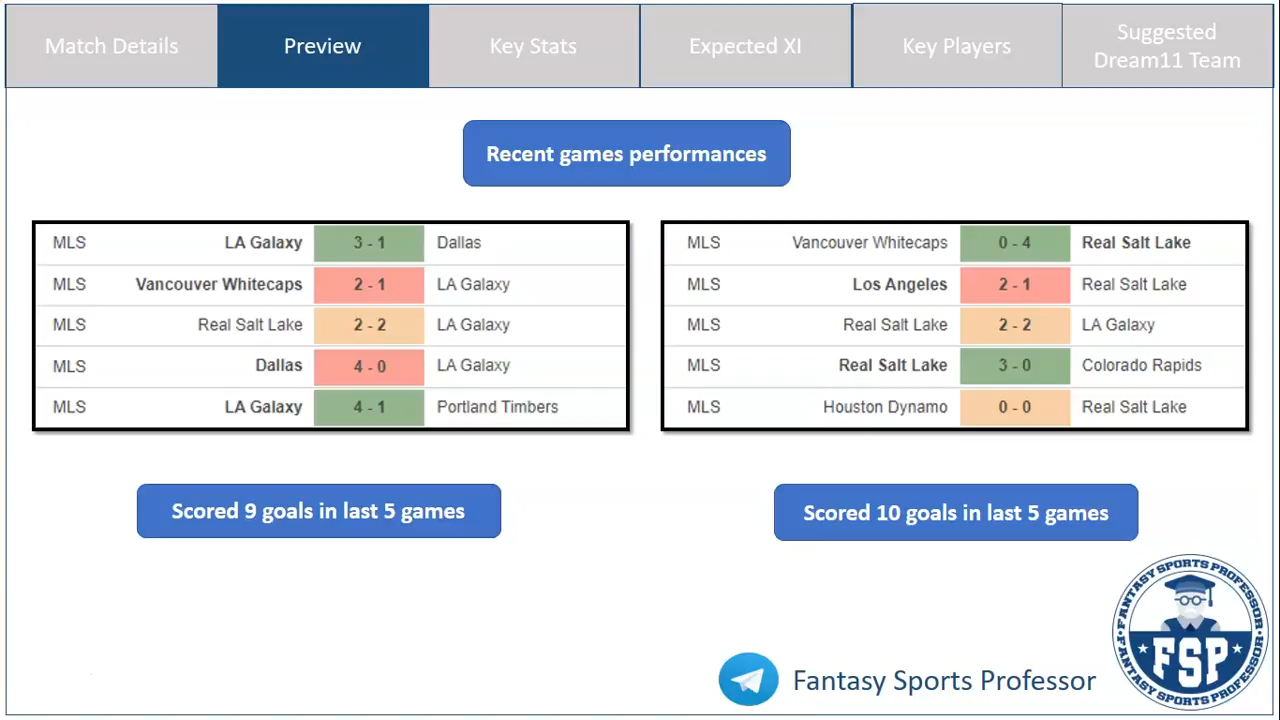 Match Details
Preview
Key Stats
Expected XI
Key Players
Suggested
Dream11 Team
Recent games performances
MLS LA Galaxy 3 - 1 Dallas
MLS Vancouver Whitecaps 2 - 1 LA Galaxy
MLS Real Salt Lake 2 - 2 LA Galaxy
MLS Dallas 4 - 0 LA Galaxy
MLS LA Galaxy 4 - 1 Portland Timbers
MLS Vancouver Whitecaps 0 - 4 Real Salt Lake
MLS Los Angeles 2 - 1 Real Salt Lake
MLS Real Salt Lake 2 - 2 LA Galaxy
MLS Real Salt Lake 3 - 0 Colorado Rapids
MLS Houston Dynamo 0 - 0 Real Salt Lake
Scored 9 goals in last 5 games
Scored 10 goals in last 5 games
Fantasy Sports Professor
FANTASY SPORTS PROFESSOR
FSP
FANTASY SPORTS PROFESSOR